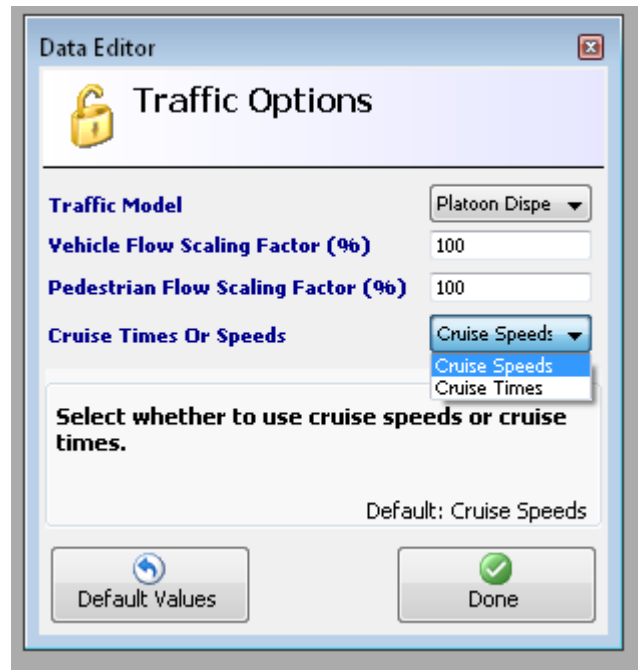 Data Editor
Traffic Options
Traffic Model
Platoon Dispe
Vehicle Flow Scaling Factor (%)
100
Pedestrian Flow Scaling Factor (%)
100
Cruise Times Or Speeds
Cruise Speeds
Cruise Speeds
Cruise Times
Select whether to use cruise speeds or cruise
times.
Default: Cruise Speeds
Default Values
Done